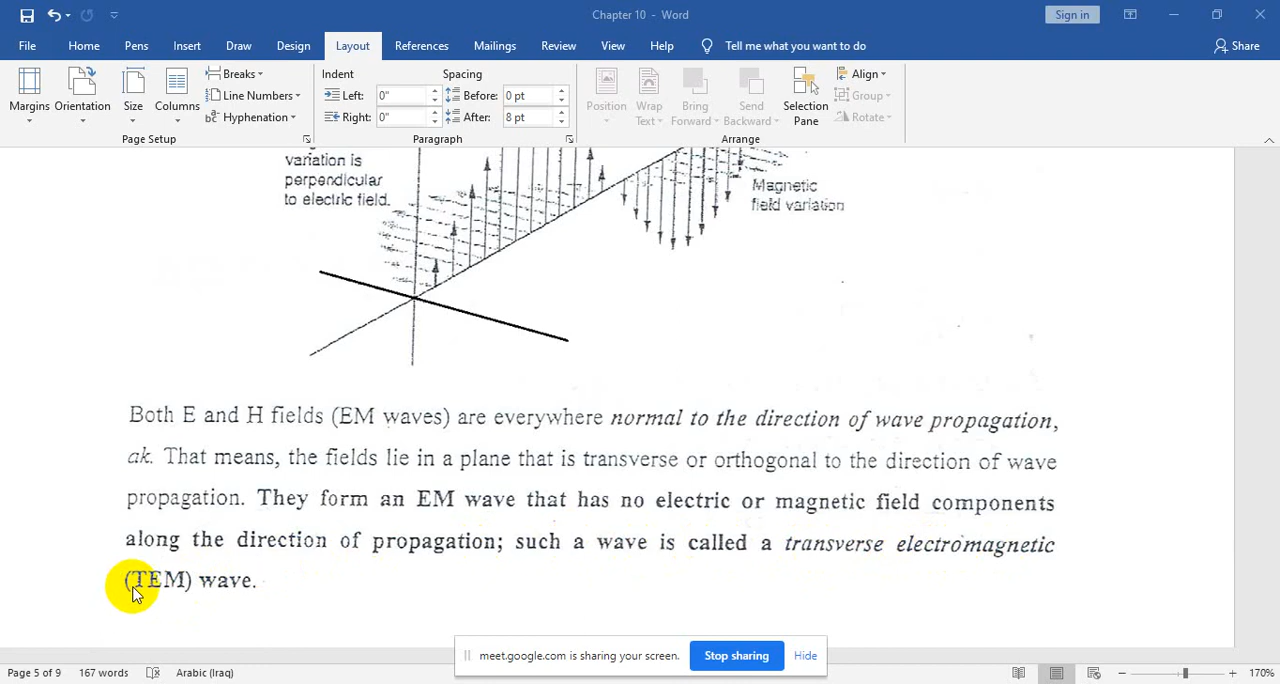 Chapter 10 - Word
Sign in
File Home Pens Insert Draw Design Layout References Mailings Review View Help Tell me what you want to do Share
Margins Orientation Size Columns Breaks Line Numbers Hyphenation
Page Setup
Indent Spacing
Left: 0" Before: 0 pt
Right: 0" After: 8 pt
Paragraph
Position Wrap Text Bring Forward Send Backward Selection Pane Align Group Rotate
Arrange
variation is
perpendicular
to electric field.
Magnetic
field variation
Both E and H fields (EM waves) are everywhere normal to the direction of wave propagation,
ak. That means, the fields lie in a plane that is transverse or orthogonal to the direction of wave
propagation. They form an EM wave that has no electric or magnetic field components
along the direction of propagation; such a wave is called a transverse electromagnetic
(TEM) wave.
meet.google.com is sharing your screen. Stop sharing Hide
Page 5 of 9 167 words Arabic (Iraq) 170%